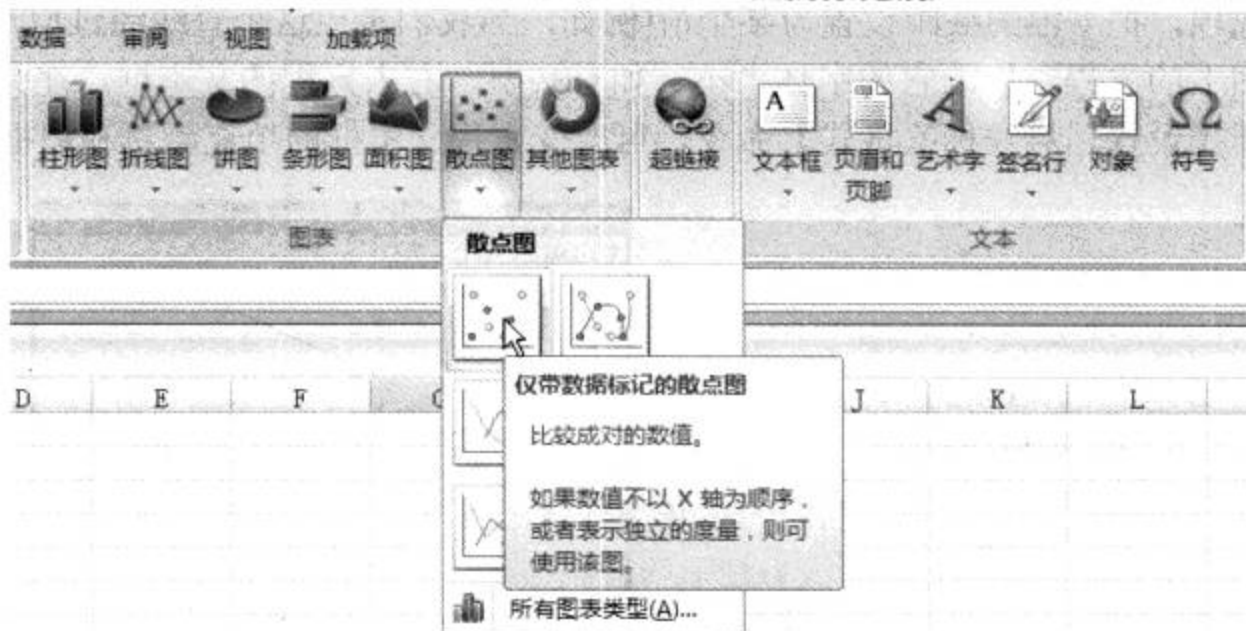 数据 审阅 视图 加载项
柱形图 折线图 饼图 条形图 面积图 散点图 其他图表 超链接 文本框 页眉和页脚 艺术字 签名行 对象 符号
图表 文本
散点图
D E F J K L
仅带数据标记的散点图
比较成对的数值。
如果数值不以 X 轴为顺序，
或者表示独立的度量，则可
使用该图。
所有图表类型(A)...